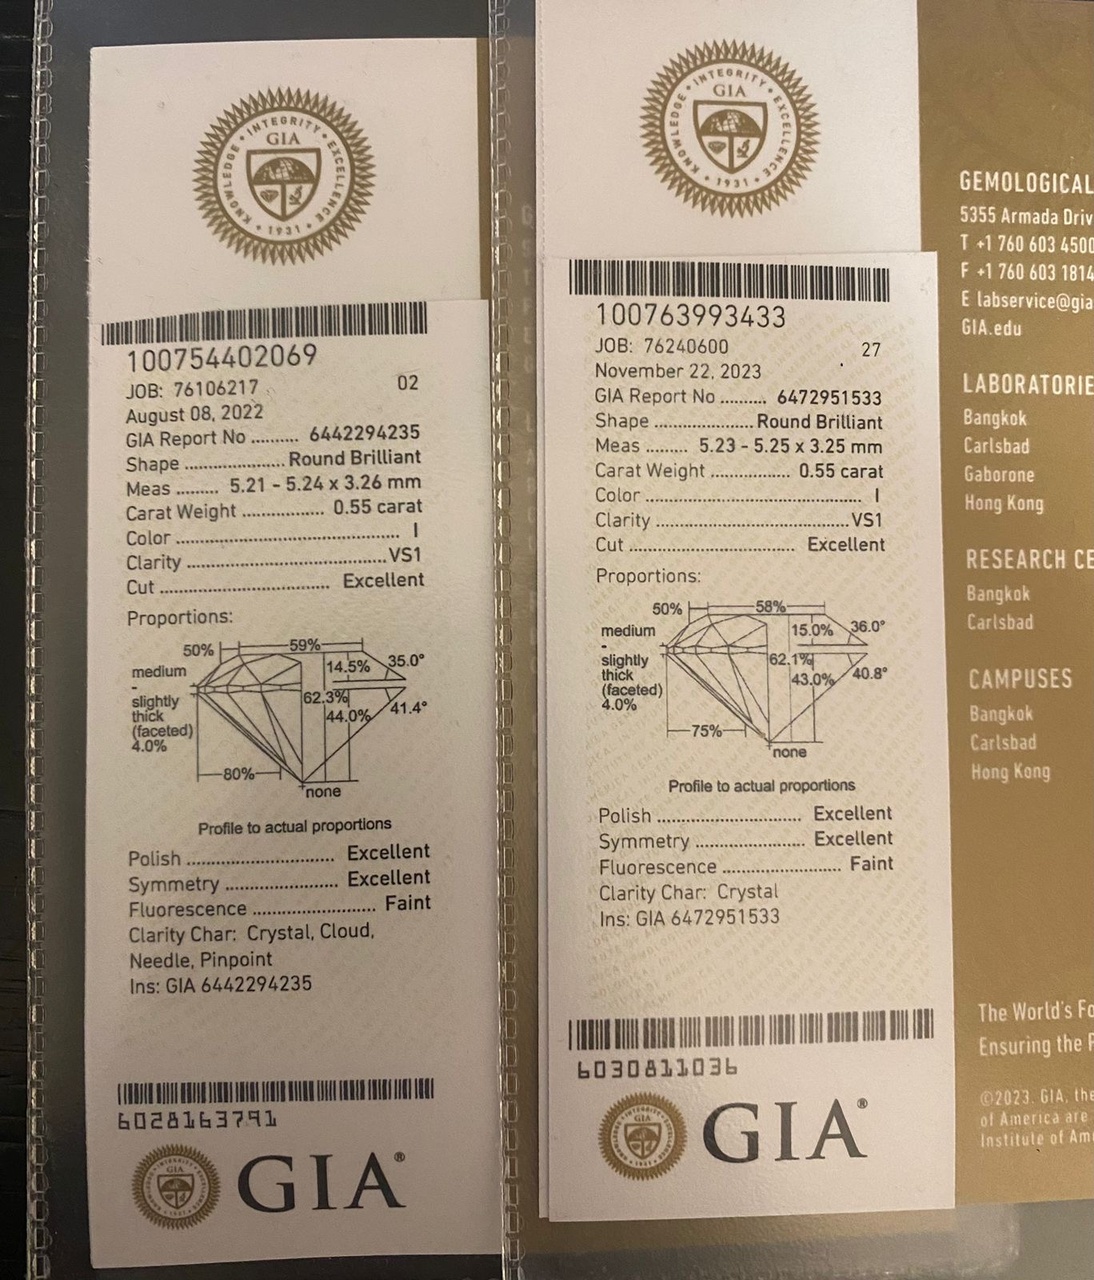 KNOWLEDGE • INTEGRITY • EXCELLENCE
GIA
• 1931 •
100754402069
JOB: 76106217 02
August 08, 2022
GIA Report No .......... 6442294235
Shape ...................... Round Brilliant
Meas ......... 5.21 - 5.24 x 3.26 mm
Carat Weight ................. 0.55 carat
Color .............................................. I
Clarity ......................................... VS1
Cut ................................... Excellent
Proportions:
50% 59%
medium
-
slightly
thick
(faceted)
4.0%
14.5% 35.0°
62.3%
44.0% 41.4°
80%
none
Profile to actual proportions
Polish .............................. Excellent
Symmetry ....................... Excellent
Fluorescence ......................... Faint
Clarity Char: Crystal, Cloud,
Needle, Pinpoint
Ins: GIA 6442294235
6028163791
GIA®
KNOWLEDGE • INTEGRITY • EXCELLENCE
GIA
• 1931 •
100763993433
JOB: 76240600 27
November 22, 2023
GIA Report No .......... 6472951533
Shape .................... Round Brilliant
Meas ......... 5.23 - 5.25 x 3.25 mm
Carat Weight ................ 0.55 carat
Color ............................................. I
Clarity ........................................ VS1
Cut .................................. Excellent
Proportions:
50% 58%
medium
-
slightly
thick
(faceted)
4.0%
15.0% 36.0°
62.1%
43.0% 40.8°
75%
none
Profile to actual proportions
Polish .............................. Excellent
Symmetry ....................... Excellent
Fluorescence ........................ Faint
Clarity Char: Crystal
Ins: GIA 6472951533
6030811036
GIA®
GEMOLOGICAL
5355 Armada Driv
T +1 760 603 4500
F +1 760 603 1814
E labservice@gia
GIA.edu
LABORATORIE
Bangkok
Carlsbad
Gaborone
Hong Kong
RESEARCH CE
Bangkok
Carlsbad
CAMPUSES
Bangkok
Carlsbad
Hong Kong
The World's Fo
Ensuring the P
©2023. GIA, the
of America are
Institute of Am